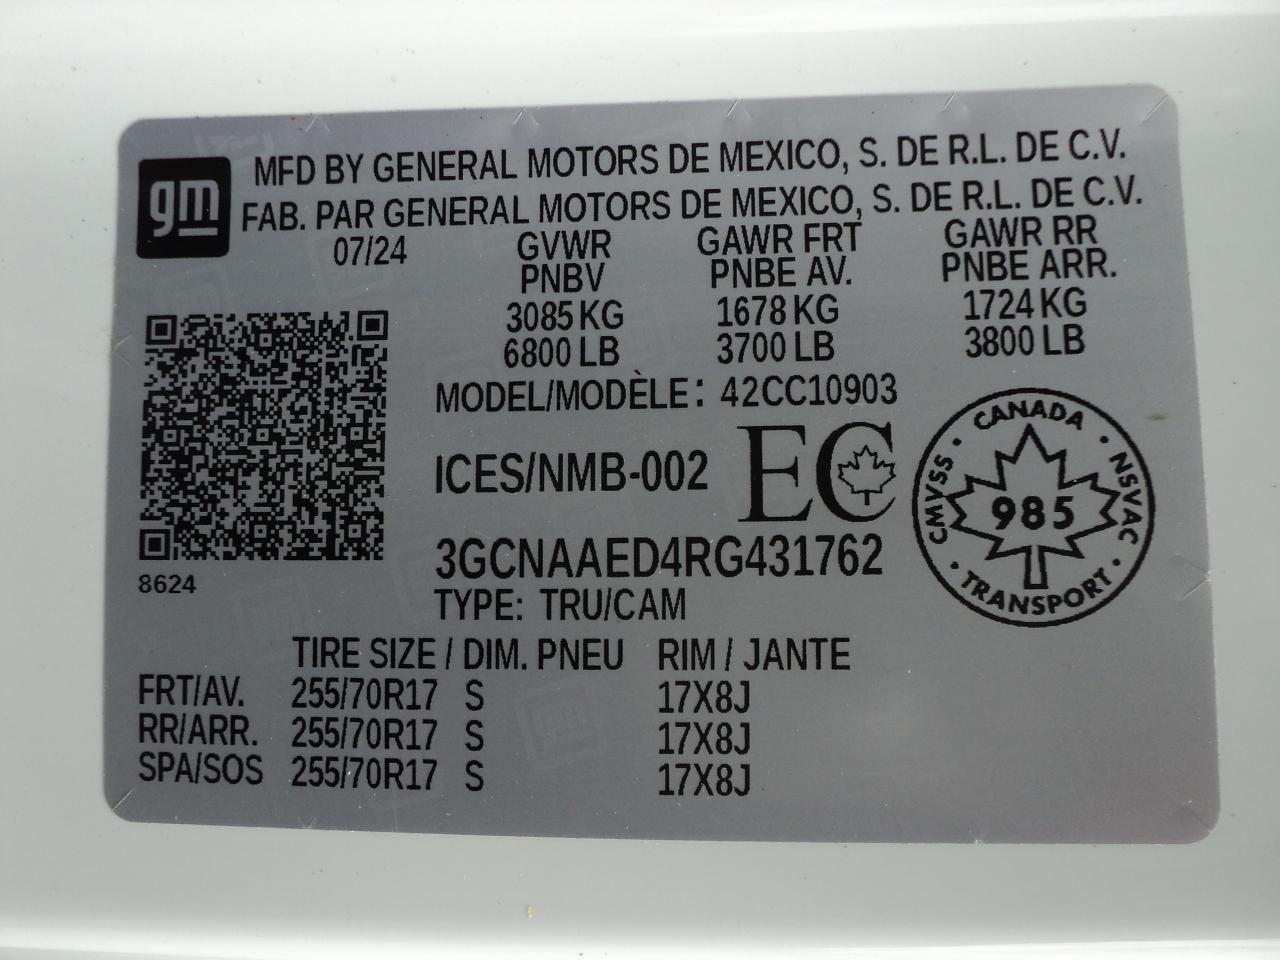 gm
MFD BY GENERAL MOTORS DE MEXICO, S. DE R.L. DE C.V.
FAB. PAR GENERAL MOTORS DE MEXICO, S. DE R.L. DE C.V.
07/24 GVWR GAWR FRT GAWR RR
PNBV PNBE AV. PNBE ARR.
3085 KG 1678 KG 1724 KG
6800 LB 3700 LB 3800 LB
MODEL/MODÈLE: 42CC10903
ICES/NMB-002 EC
CANADA
CMVSS 985 NSVAC
TRANSPORT
3GCNAAED4RG431762
8624
TYPE: TRU/CAM
TIRE SIZE / DIM. PNEU RIM / JANTE
FRT/AV. 255/70R17 S 17X8J
RR/ARR. 255/70R17 S 17X8J
SPA/SOS 255/70R17 S 17X8J